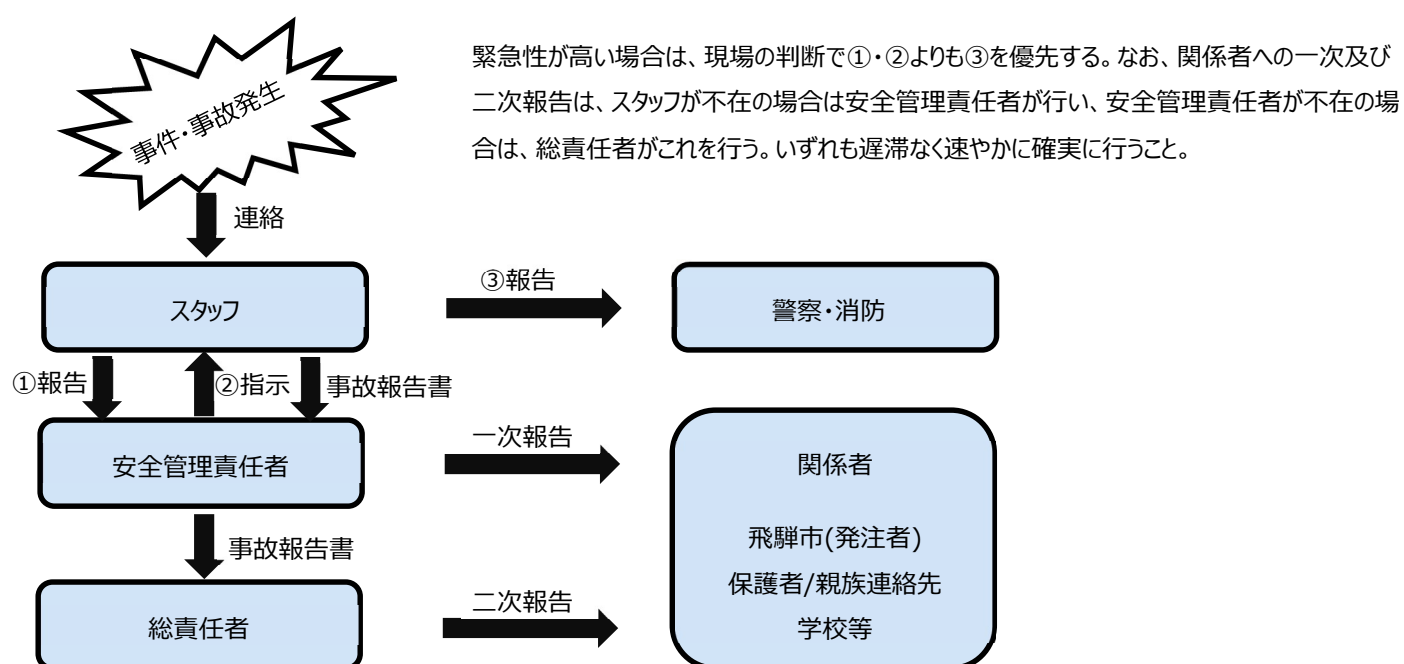 緊急性が高い場合は、現場の判断で①・②よりも③を優先する。なお、関係者への一次及び
二次報告は、スタッフが不在の場合は安全管理責任者が行い、安全管理責任者が不在の場
合は、総責任者がこれを行う。いずれも遅滞なく速やかに確実に行うこと。
事件・事故発生
連絡
スタッフ
③報告
警察・消防
①報告
②指示
事故報告書
安全管理責任者
一次報告
関係者
飛騨市(発注者)
保護者/親族連絡先
学校等
事故報告書
総責任者
二次報告